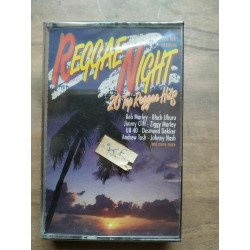 REGGAE NIGHT
20 Top Reggae Hits
Bob Marley · Black Uhuru
Jimmy Cliff · Ziggy Marley
UB 40 · Desmond Dekker
Andrew Tosh · Johnny Nash